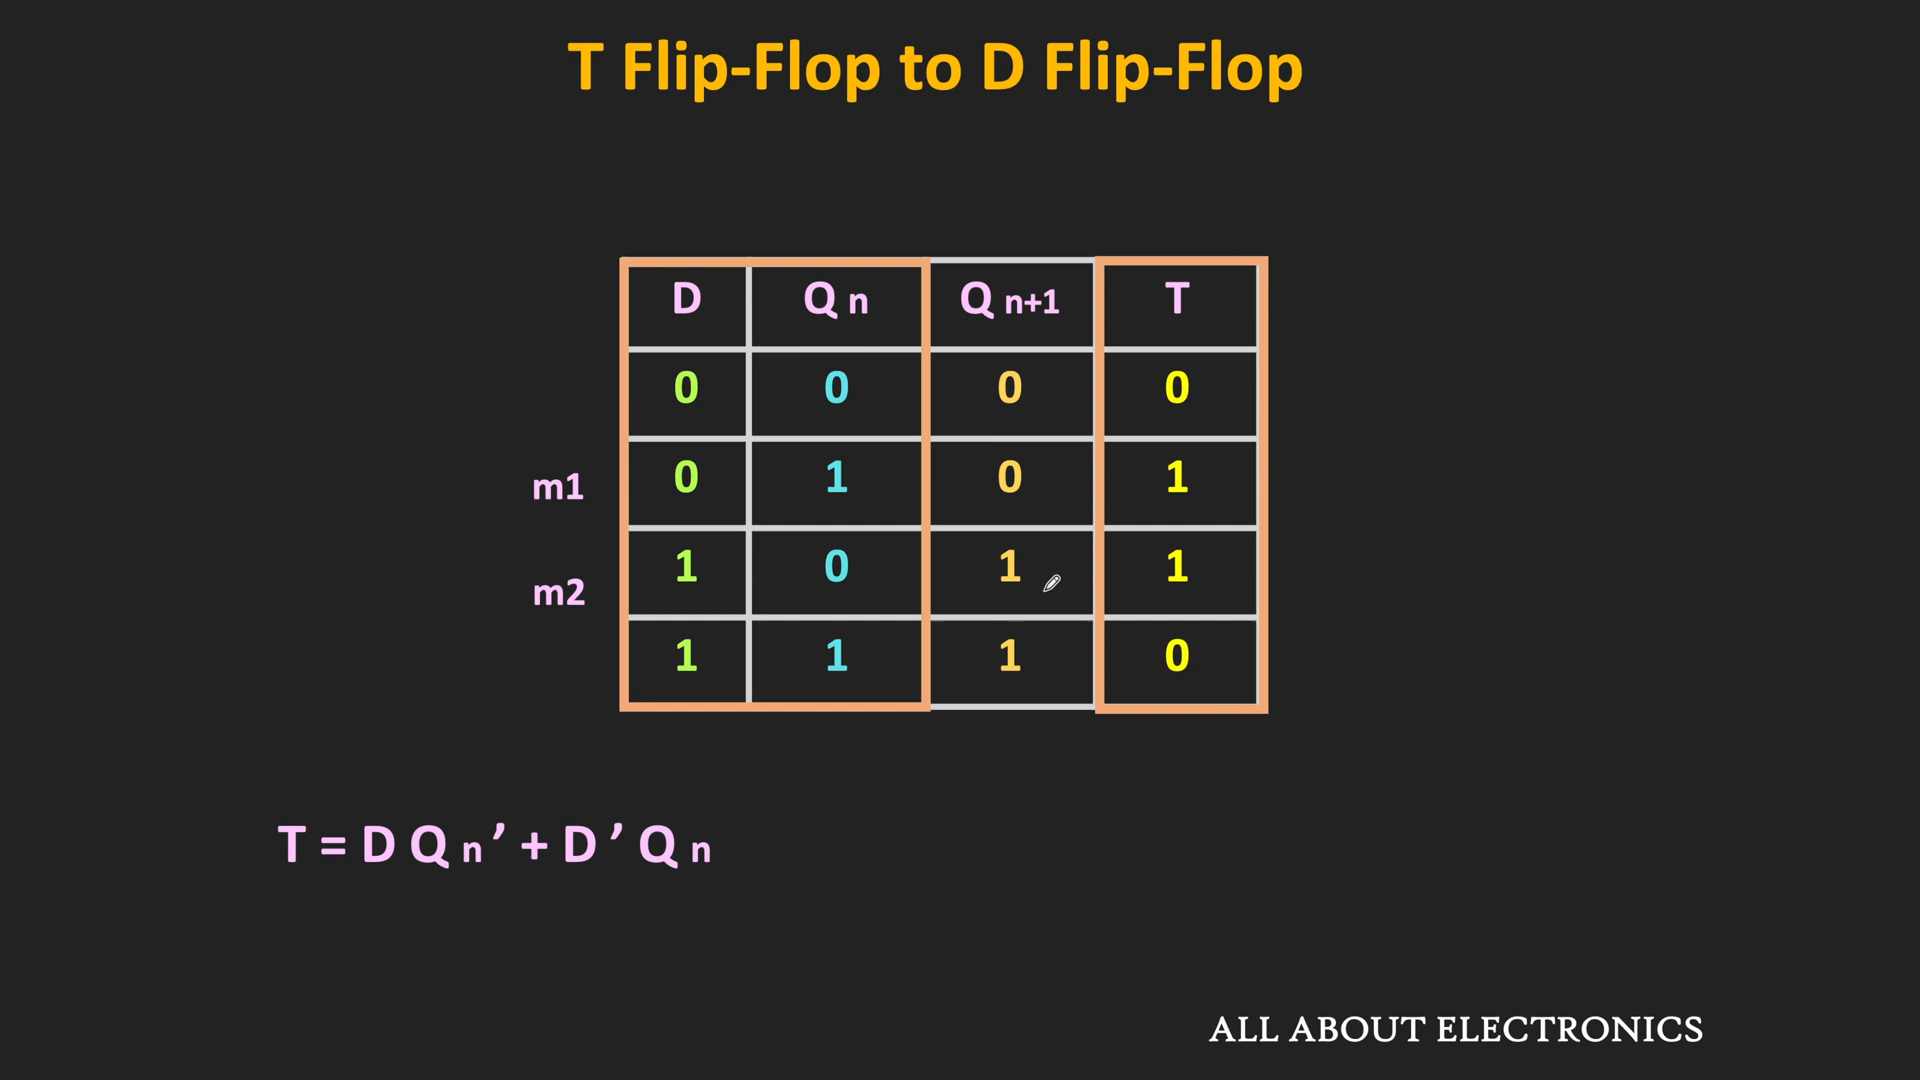 T Flip-Flop to D Flip-Flop
D Q n Q n+1 T
0 0 0 0
m1 0 1 0 1
m2 1 0 1 1
1 1 1 0
T = D Q n ’ + D ’ Q n
ALL ABOUT ELECTRONICS